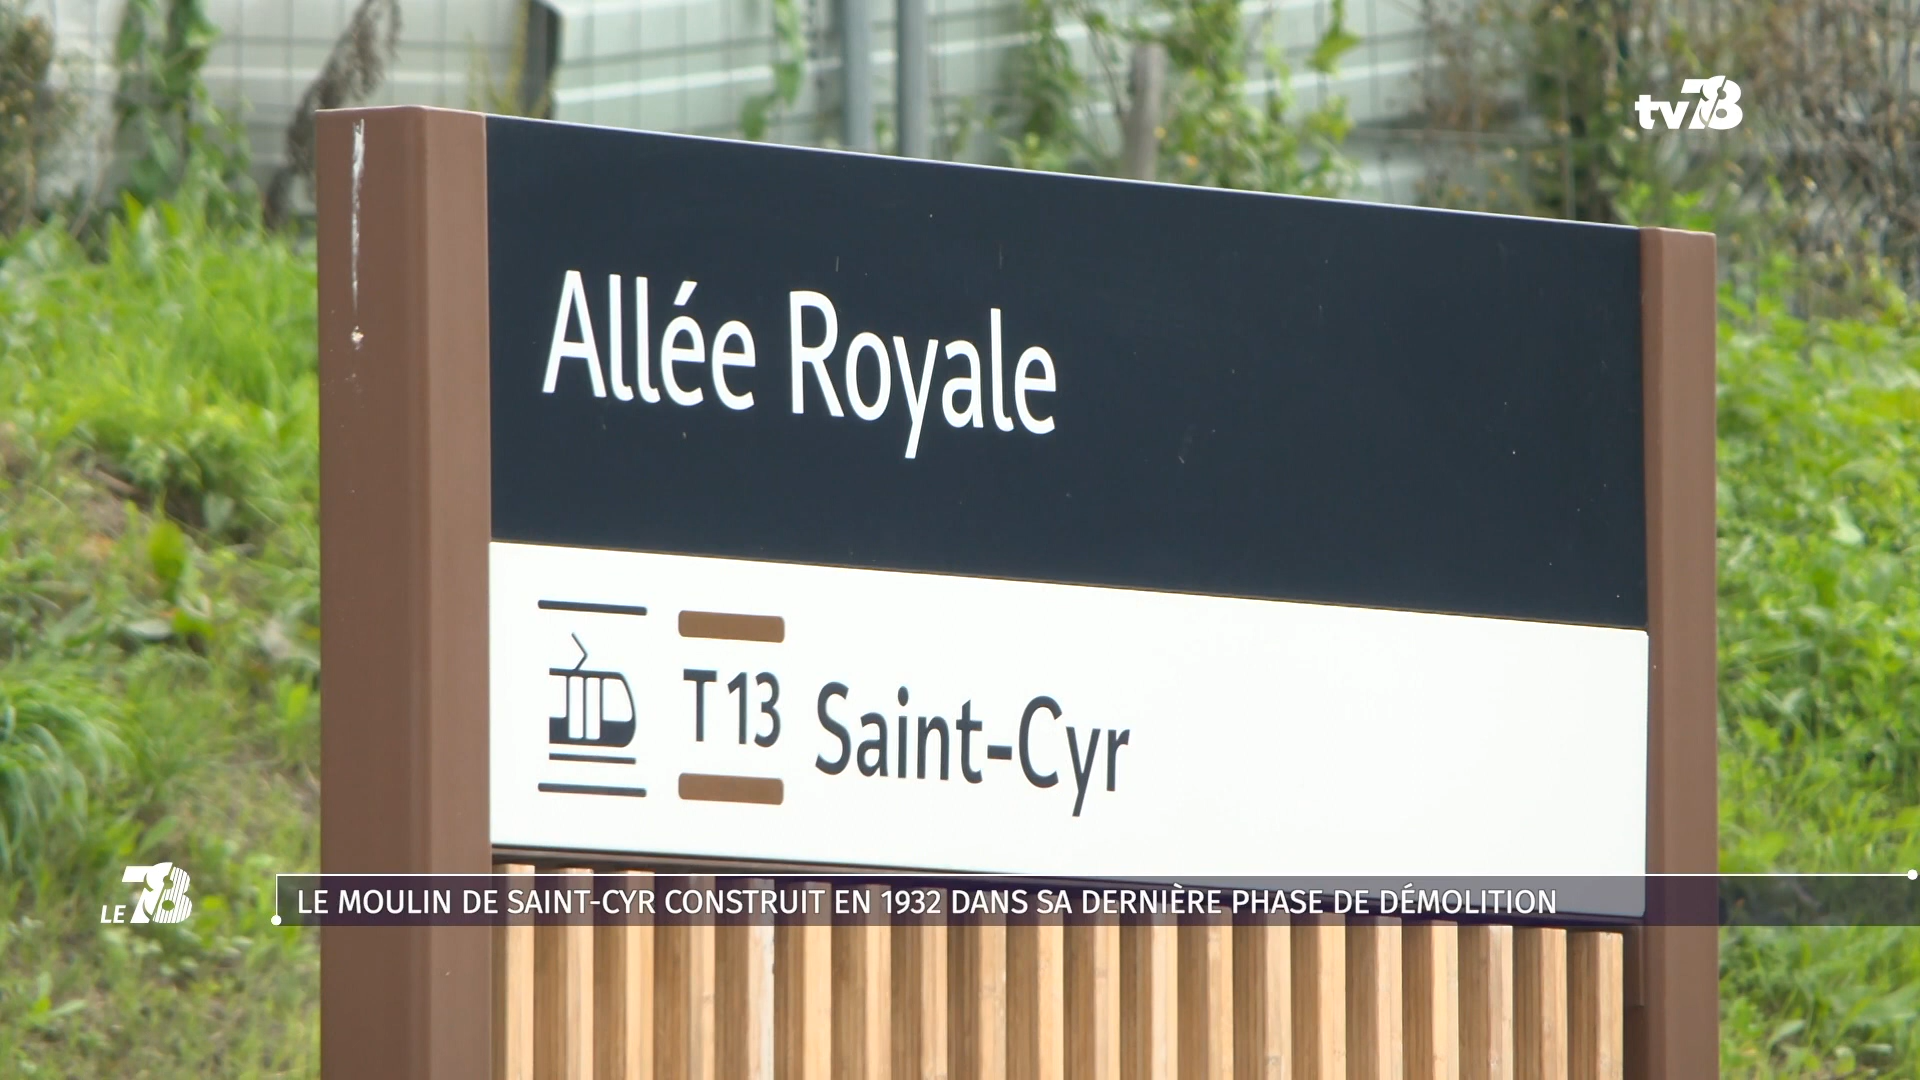 tv78
Allée Royale
T13 Saint-Cyr
LE 78
LE MOULIN DE SAINT-CYR CONSTRUIT EN 1932 DANS SA DERNIÈRE PHASE DE DÉMOLITION